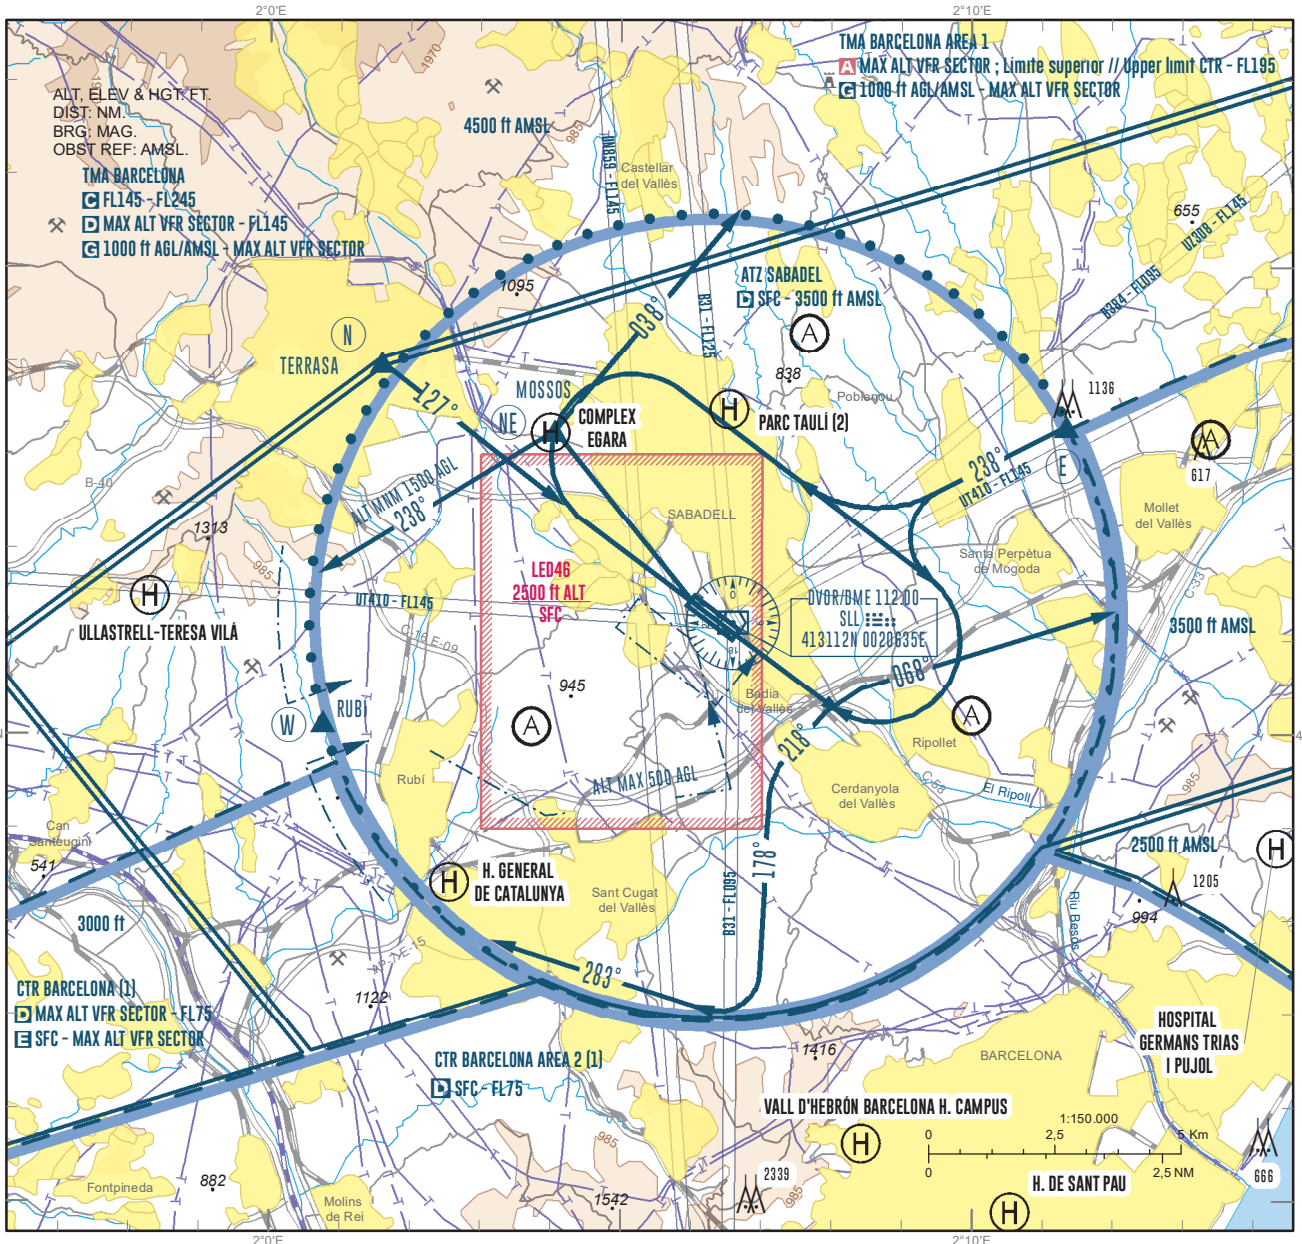 2°0'E
2°10'E
TMA BARCELONA AREA 1
A MAX ALT VFR SECTOR ; Límite superior // Upper limit CTR - FL195
G 1000 ft AGL/AMSL - MAX ALT VFR SECTOR
ALT, ELEV & HGT: FT.
DIST: NM.
BRG: MAG.
OBST REF: AMSL.
TMA BARCELONA
C FL145 - FL245
D MAX ALT VFR SECTOR - FL145
G 1000 ft AGL/AMSL - MAX ALT VFR SECTOR
1970
985
4500 ft AMSL
UN859 - FL145
Castellar
del Vallès
655
UZ308 - FL145
B384 - FL095
1095
ATZ SABADEL
D SFC - 3500 ft AMSL
B31 - FL125
038°
A
838
N
TERRASA
127°
MOSSOS
NE
H
COMPLEX
EGARA
H
PARC TAULÍ (2)
Poblenou
1136
A
617
E
238°
UT410 - FL145
Mollet
del Vallès
B-40
ALT MNM 1500 AGL
238°
1313
985
SABADELL
Santa Perpètua
de Mogoda
C-33
H
ULLASTRELL-TERESA VILÁ
UT410 - FL145
LED46
2500 ft ALT
SFC
0
18
DVOR/DME 112.00
SLL
413112N 0020635E
3500 ft AMSL
C-16 E-09
945
A
W
RUBÍ
Badia
del Vallès
068°
218°
A
Ripollet
Rubí
ALT MAX 500 AGL
Cerdanyola
del Vallès
C-58
El Ripoll
985
4
Can
Santeugini
541
H
H. GENERAL
DE CATALUNYA
Sant Cugat
del Vallès
178°
B31 - FL095
2500 ft AMSL
H
1205
994
Riu Besòs
3000 ft
AP-7 E-15
283°
CTR BARCELONA (1)
D MAX ALT VFR SECTOR - FL75
E SFC - MAX ALT VFR SECTOR
1122
CTR BARCELONA AREA 2 (1)
D SFC - FL75
1416
BARCELONA
HOSPITAL
GERMANS TRIAS
I PUJOL
VALL D'HEBRÓN BARCELONA H. CAMPUS
H
1:150.000
0 2,5 5 Km
0 2,5 NM
985
2339
985
H. DE SANT PAU
H
666
882
Fontpineda
Molins
de Rei
1542
2°0'E
2°10'E